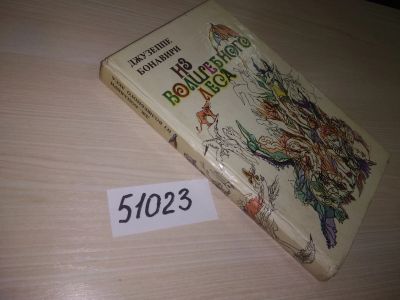 ДЖУЗЕППЕ
БОНАВИРИ
ИЗ
ВОЛШЕБНОГО
ЛЕСА
51023